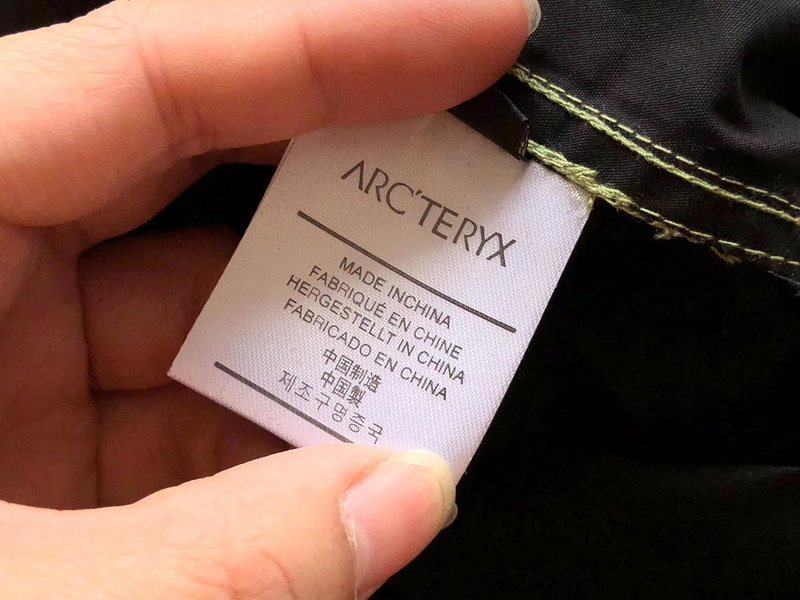 ARC'TERYX
MADE INCHINA
FABRIQUÉ EN CHINE
HERGESTELLT IN CHINA
FABRICADO EN CHINA
中国制造
中国製
제조구명중국